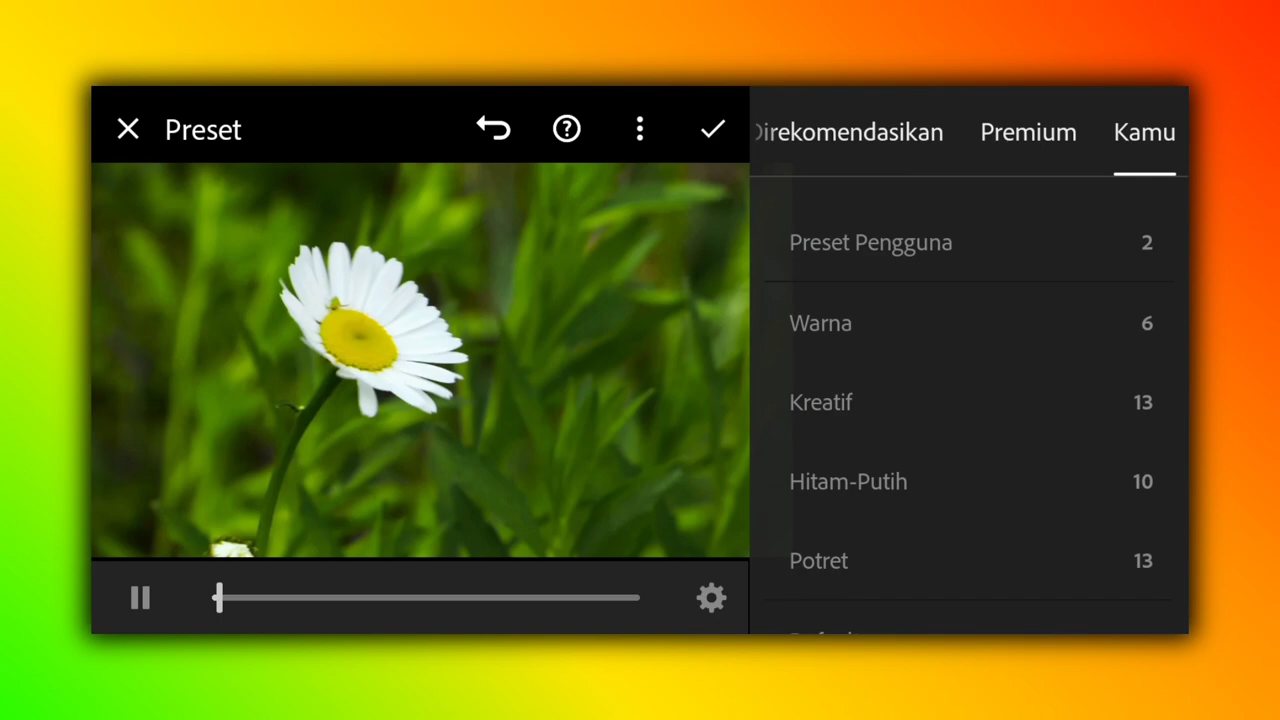 Preset
Direkomendasikan Premium Kamu
Preset Pengguna 2
Warna 6
Kreatif 13
Hitam-Putih 10
Potret 13